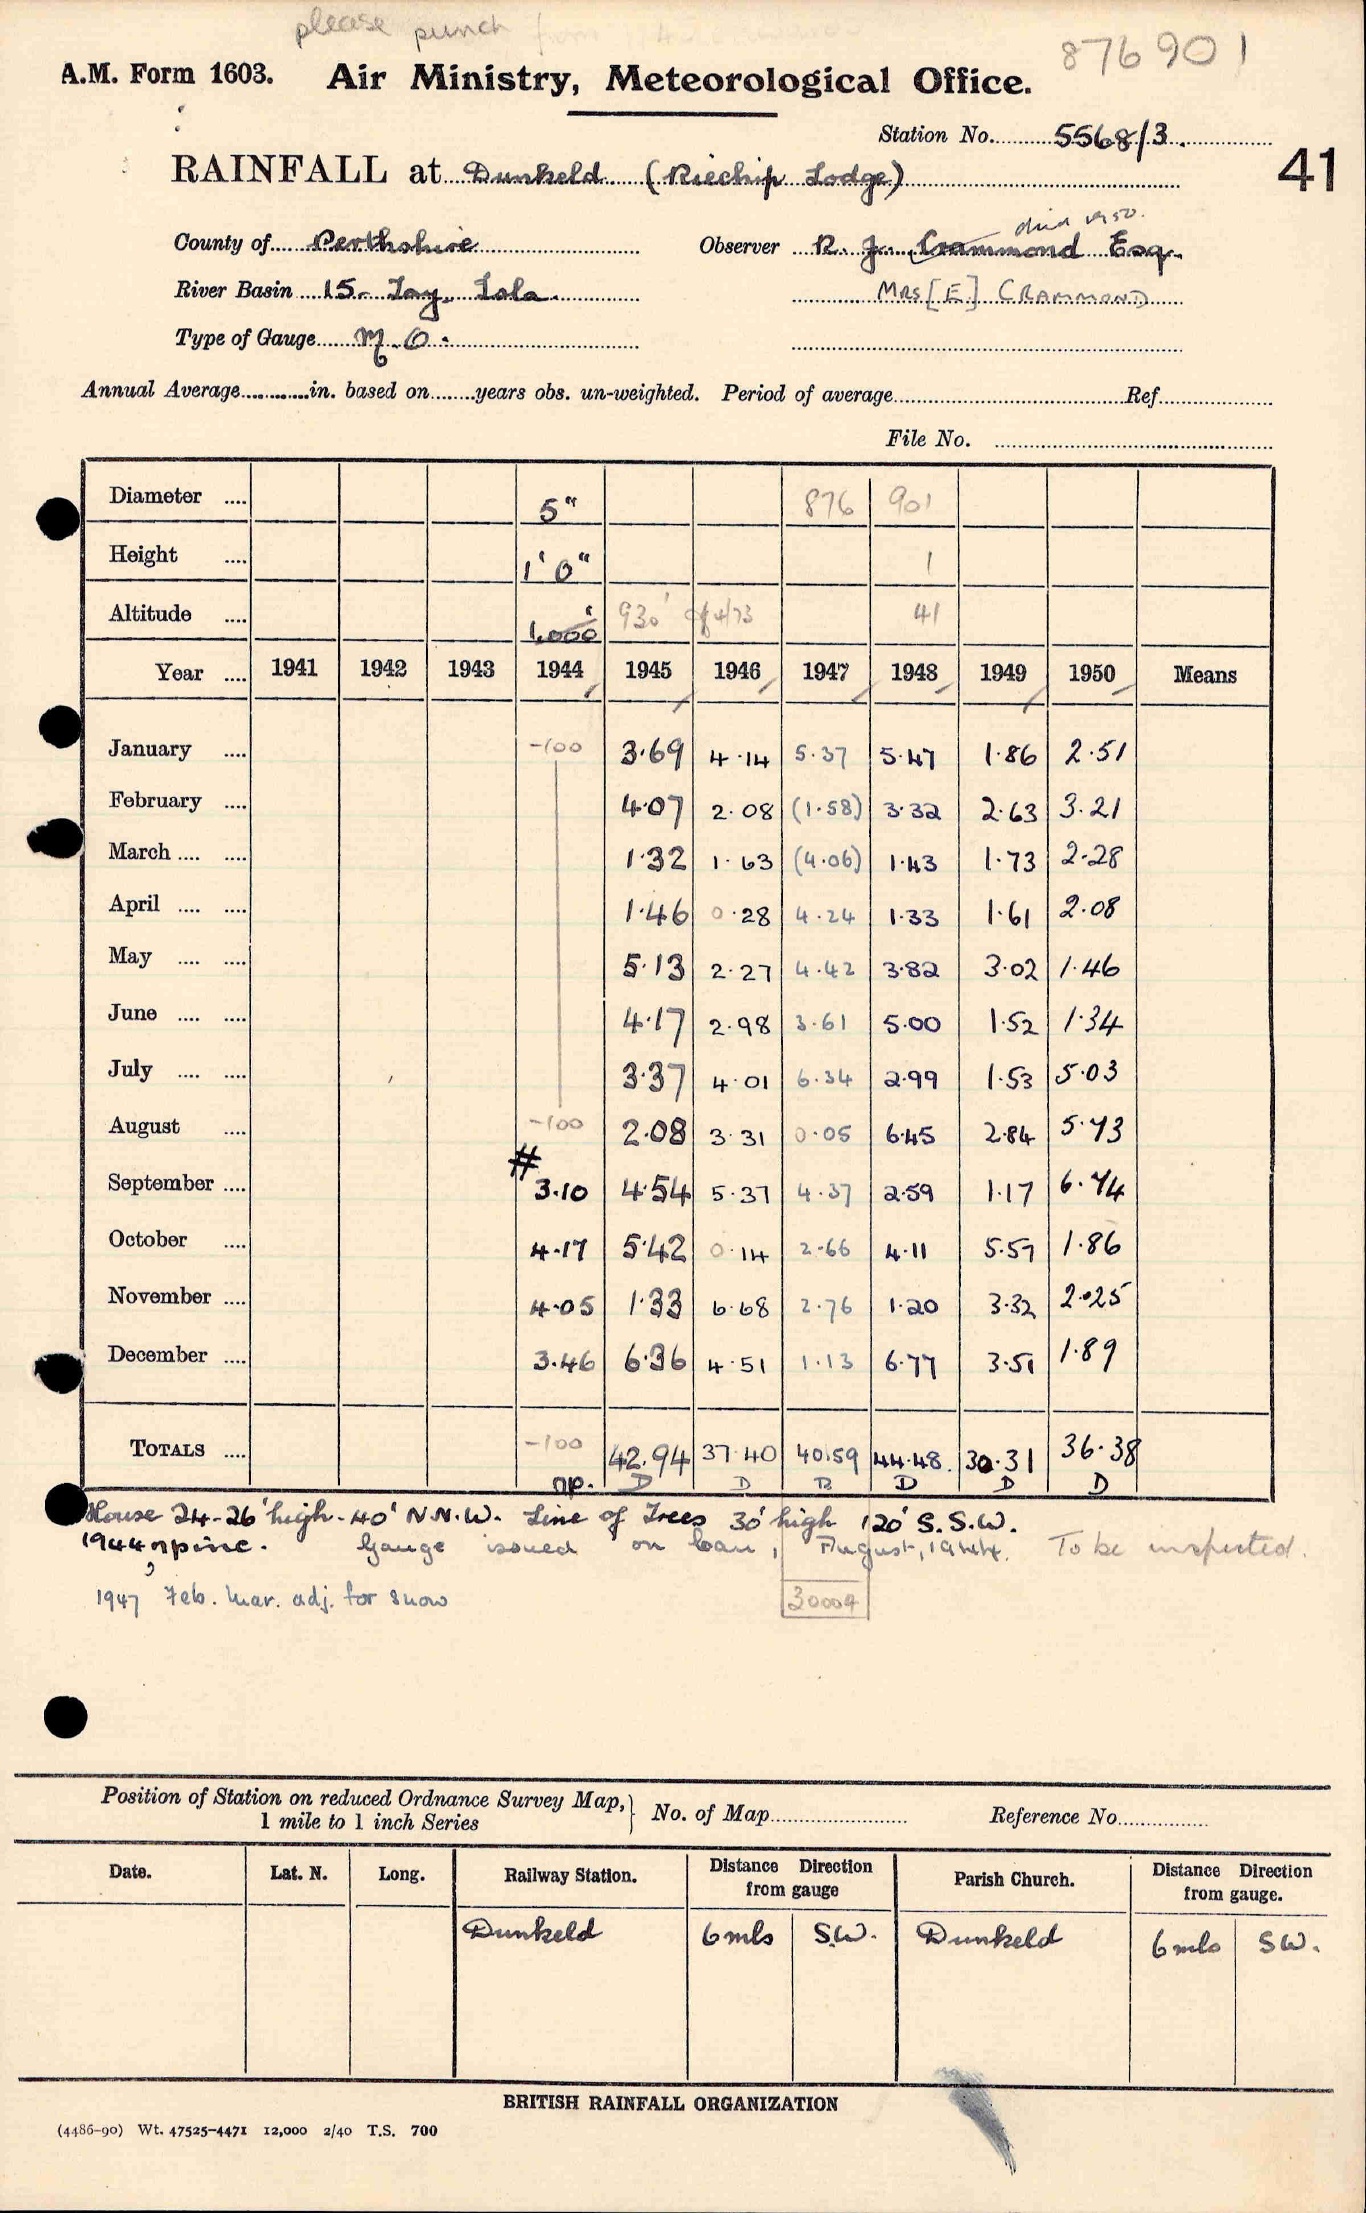 please punch from 1940 onwards
876901
A.M. Form 1603. Air Ministry, Meteorological Office.
Station No. 5568/3.
41
RAINFALL at Dunkeld (Riechip Lodge)
died 1950.
County of Perthshire Observer R. J. Crammond Esq.
River Basin 15- Tay. Isla. MRS [E] CRAMMOND
Type of Gauge M.O.
Annual Average in. based on years obs. un-weighted. Period of average Ref
File No.
Diameter 5" 876 901
Height 1' 0" 1
Altitude 1,000' 930' 4/73 41
Year 1941 1942 1943 1944 1945 1946 1947 1948 1949 1950 Means
January -100 3.69 4.14 5.37 5.47 1.86 2.51
February 4.07 2.08 (1.58) 3.32 2.63 3.21
March 1.32 1.63 (4.06) 1.43 1.73 2.28
April 1.46 0.28 4.24 1.33 1.61 2.08
May 5.13 2.27 4.42 3.82 3.02 1.46
June 4.17 2.98 3.61 5.00 1.52 1.34
July 3.37 4.01 6.34 2.99 1.53 5.03
August -100 2.08 3.31 0.05 6.45 2.84 5.73
September # 3.10 4.54 5.37 4.37 2.59 1.17 6.74
October 4.17 5.42 0.14 2.66 4.11 5.57 1.86
November 4.05 1.33 6.68 2.76 1.20 3.32 2.25
December 3.46 6.36 4.51 1.13 6.77 3.51 1.89
TOTALS -100 42.94 37.40 40.59 44.48 30.31 36.38
np. D D B D D D
House 24-26' high - 40' N.N.W. Line of Trees 30' high 120' S.S.W.
1944, np inc. Gauge issued on loan, August, 1944. To be inspected.
1947 Feb. Mar. adj. for snow 30004
Position of Station on reduced Ordnance Survey Map,} No. of Map Reference No.
1 mile to 1 inch Series
Date. Lat. N. Long. Railway Station. Distance Direction from gauge Parish Church. Distance Direction from gauge.
Dunkeld 6 mls S.W. Dunkeld 6 mls SW.
BRITISH RAINFALL ORGANIZATION
(4486-90) Wt. 47525-4471 12,000 2/40 T.S. 700